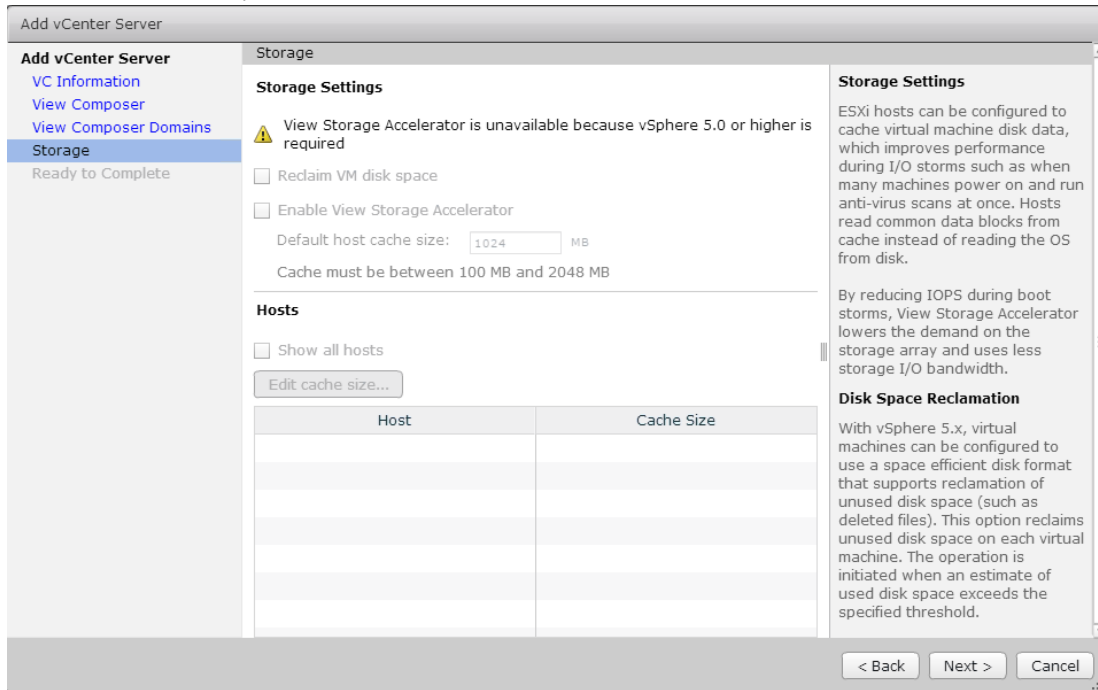 Add vCenter Server
Add vCenter Server
VC Information
View Composer
View Composer Domains
Storage
Ready to Complete
Storage
Storage Settings
View Storage Accelerator is unavailable because vSphere 5.0 or higher is
required
Reclaim VM disk space
Enable View Storage Accelerator
Default host cache size: 1024 MB
Cache must be between 100 MB and 2048 MB
Hosts
Show all hosts
Edit cache size...
Host Cache Size
Storage Settings
ESXi hosts can be configured to
cache virtual machine disk data,
which improves performance
during I/O storms such as when
many machines power on and run
anti-virus scans at once. Hosts
read common data blocks from
cache instead of reading the OS
from disk.
By reducing IOPS during boot
storms, View Storage Accelerator
lowers the demand on the
storage array and uses less
storage I/O bandwidth.
Disk Space Reclamation
With vSphere 5.x, virtual
machines can be configured to
use a space efficient disk format
that supports reclamation of
unused disk space (such as
deleted files). This option reclaims
unused disk space on each virtual
machine. The operation is
initiated when an estimate of
used disk space exceeds the
specified threshold.
< Back Next > Cancel